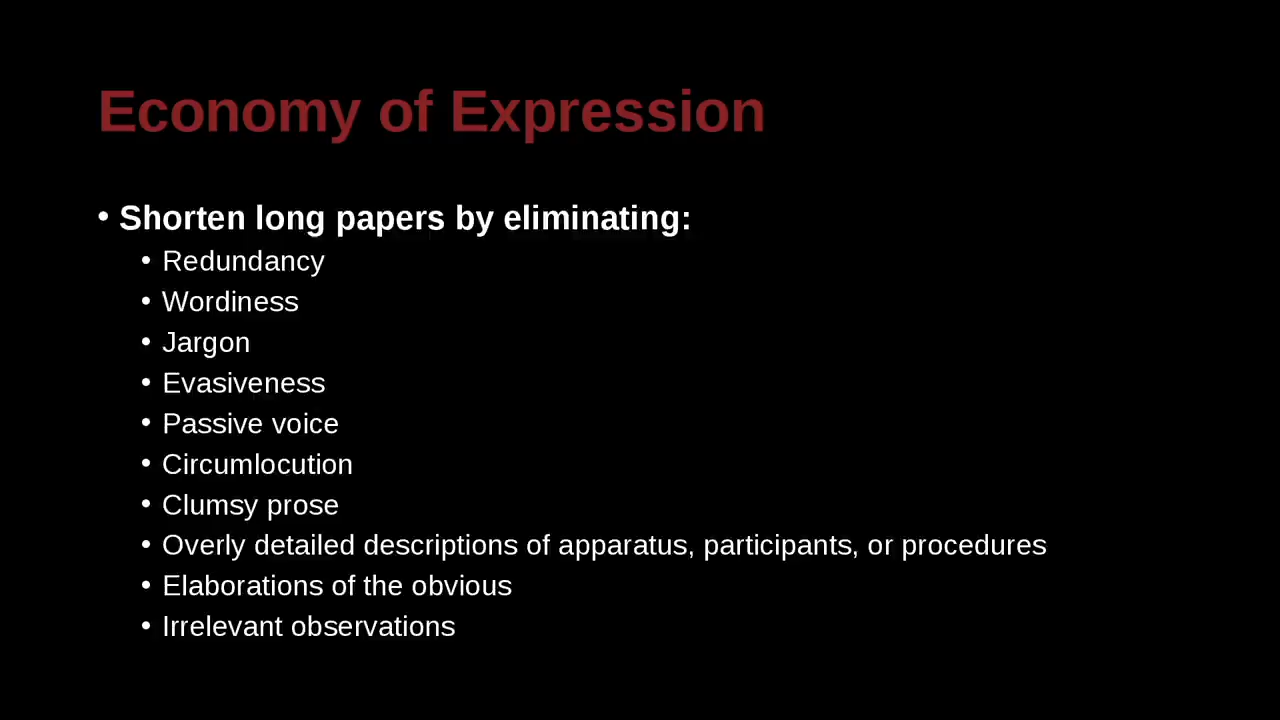 Economy of Expression
• Shorten long papers by eliminating:
• Redundancy
• Wordiness
• Jargon
• Evasiveness
• Passive voice
• Circumlocution
• Clumsy prose
• Overly detailed descriptions of apparatus, participants, or procedures
• Elaborations of the obvious
• Irrelevant observations